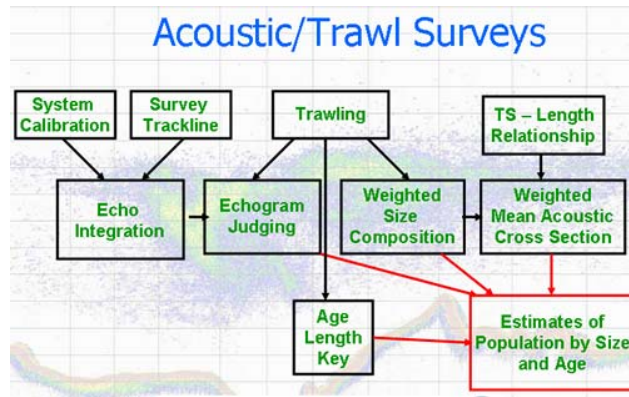 Acoustic/Trawl Surveys
System
Calibration
Survey
Trackline
Trawling
TS – Length
Relationship
Echo
Integration
Echogram
Judging
Weighted
Size
Composition
Weighted
Mean Acoustic
Cross Section
Age
Length
Key
Estimates of
Population by Size
and Age